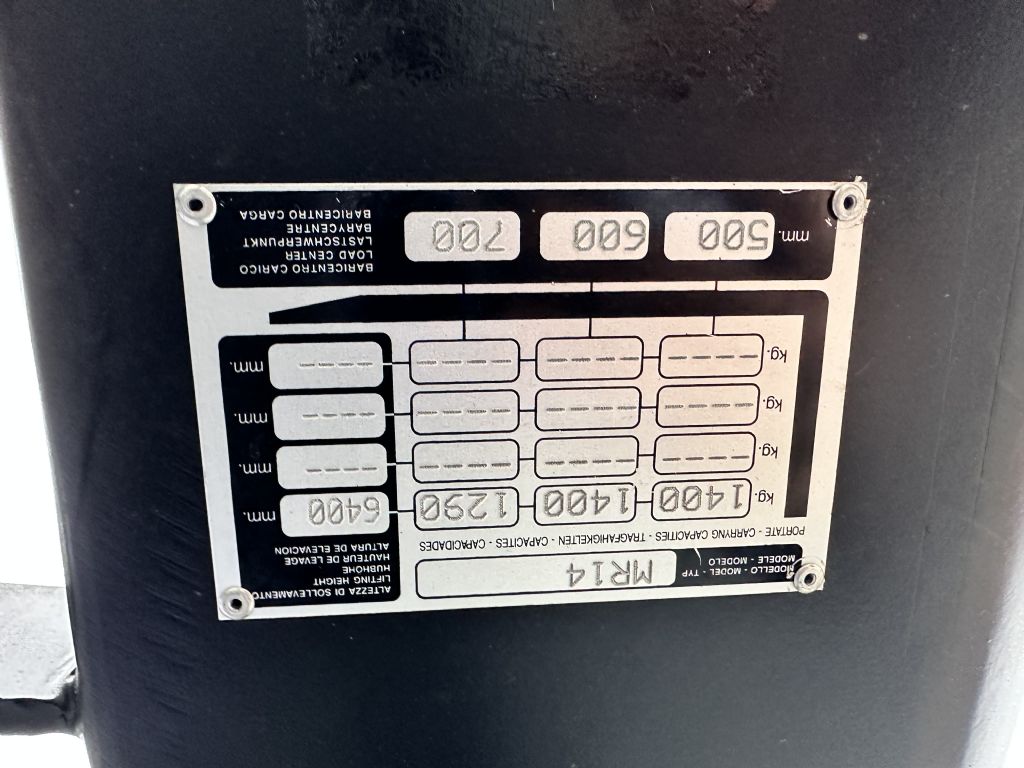 MODELLO - MODEL - TYP
MODELE - MODELO
MR14
ALTEZZA DI SOLLEVAMENTO
LIFTING HEIGHT
HUBHOHE
HAUTEUR DE LEVAGE
ALTURA DE ELEVACION
PORTATE - CARRYNG CAPACITIES - TRAGFAHIGKEITEN - CAPACITES - CAPACIDADES
kg. 1400 1400 1290 6400 mm.
kg. ---- ---- ---- ---- mm.
kg. ---- ---- ---- ---- mm.
kg. ---- ---- ---- ---- mm.
mm. 500 600 700
BARICENTRO CARICO
LOAD CENTER
LASTSCHWERPUNKT
BARYCENTRE
BARICENTRO CARGA